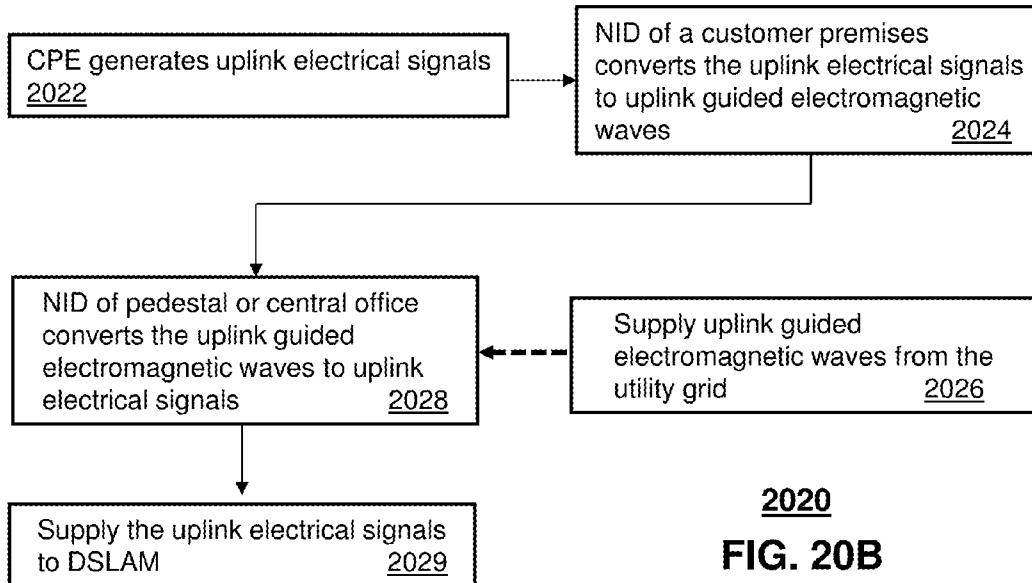 CPE generates uplink electrical signals
2022
NID of a customer premises
converts the uplink electrical signals
to uplink guided electromagnetic
waves 2024
NID of pedestal or central office
converts the uplink guided
electromagnetic waves to uplink
electrical signals 2028
Supply uplink guided
electromagnetic waves from the
utility grid 2026
Supply the uplink electrical signals
to DSLAM 2029
2020
FIG. 20B